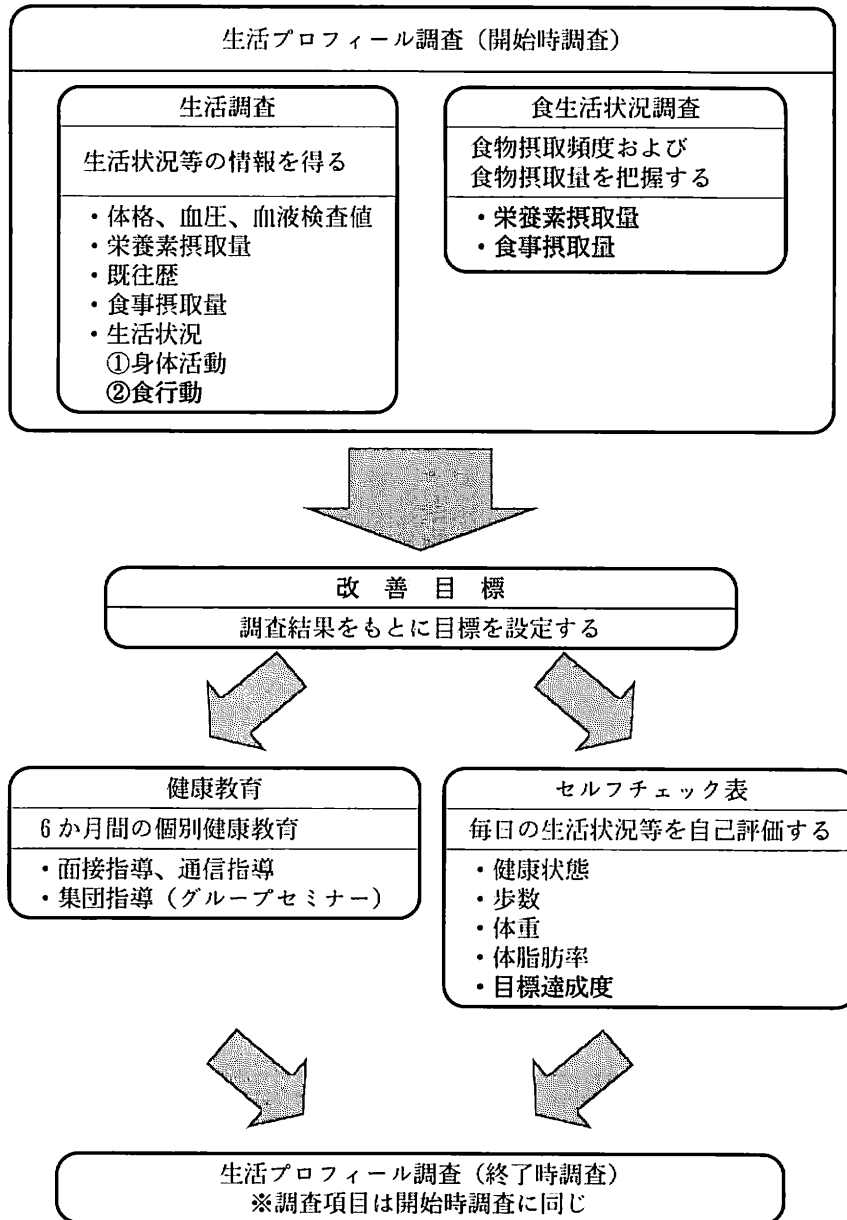 生活プロフィール調査（開始時調査）
生活調査
生活状況等の情報を得る
・体格、血圧、血液検査値
・栄養素摂取量
・既往歴
・食事摂取量
・生活状況
①身体活動
②食行動
食生活状況調査
食物摂取頻度および
食物摂取量を把握する
・栄養素摂取量
・食事摂取量
改善目標
調査結果をもとに目標を設定する
健康教育
6か月間の個別健康教育
・面接指導、通信指導
・集団指導（グループセミナー）
セルフチェック表
毎日の生活状況等を自己評価する
・健康状態
・歩数
・体重
・体脂肪率
・目標達成度
生活プロフィール調査（終了時調査）
※調査項目は開始時調査に同じ